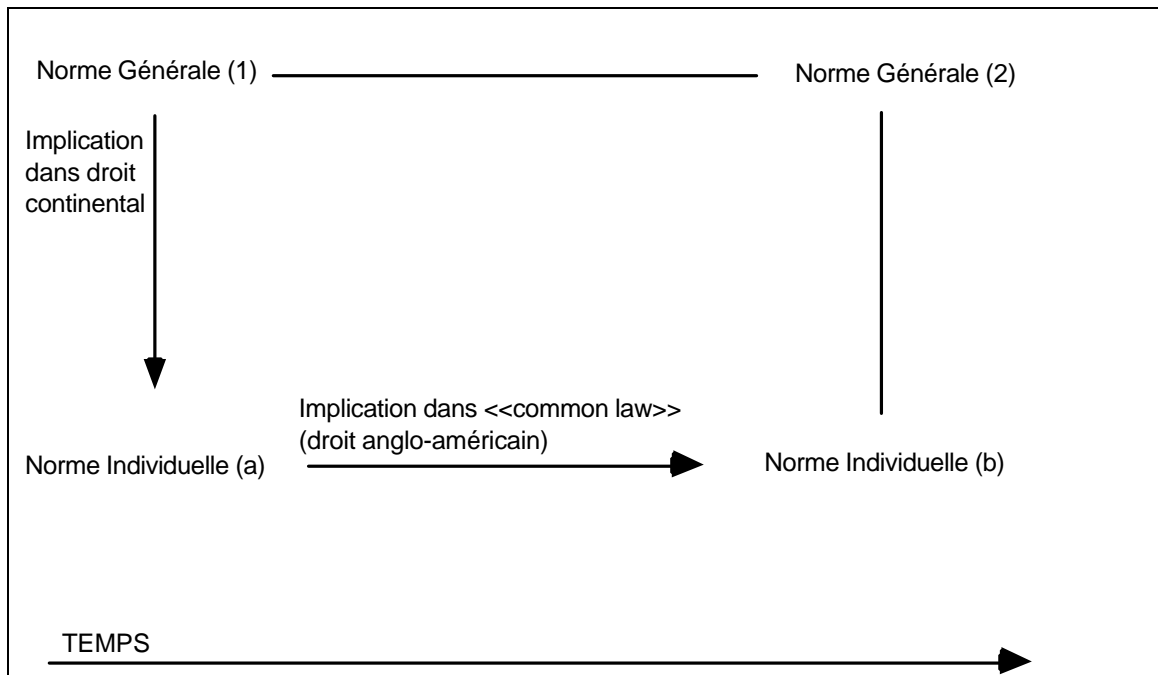 Norme Générale (1)
Norme Générale (2)
Implication
dans droit
continental
Implication dans <<common law>>
(droit anglo-américain)
Norme Individuelle (a)
Norme Individuelle (b)
TEMPS